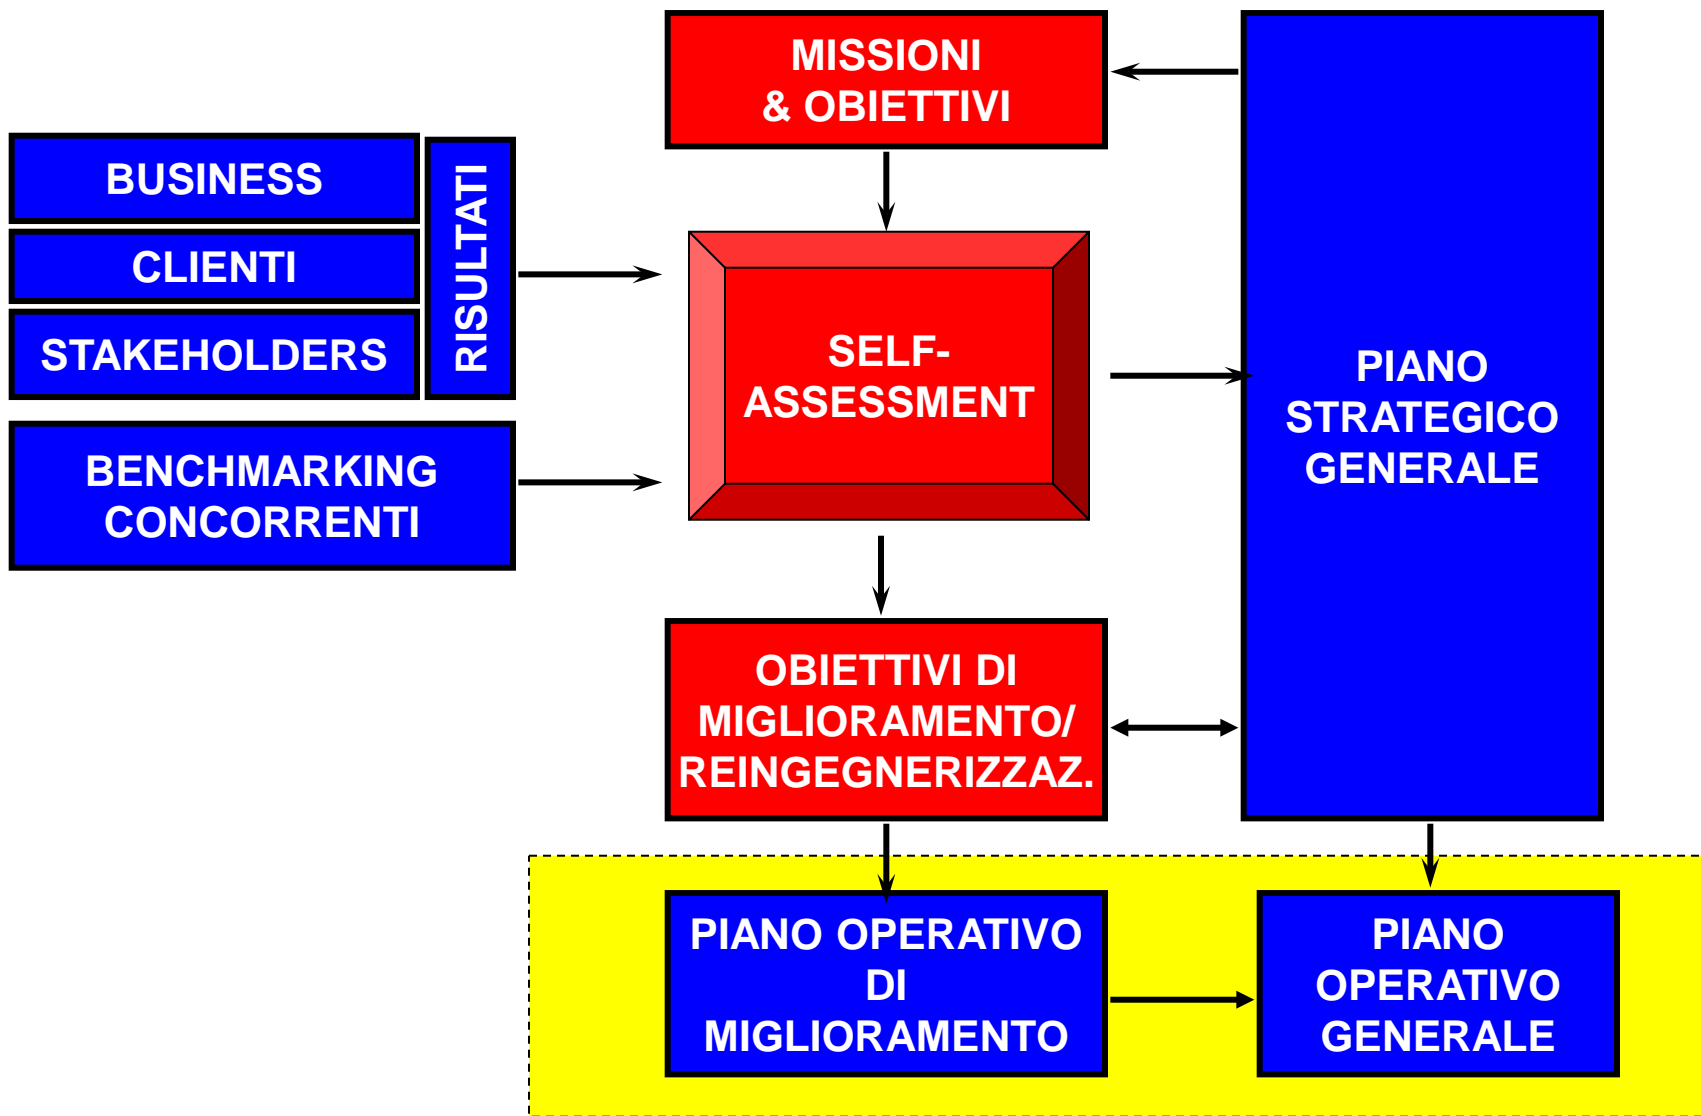 MISSIONI
& OBIETTIVI
BUSINESS
CLIENTI
STAKEHOLDERS
RISULTATI
BENCHMARKING
CONCORRENTI
SELF-
ASSESSMENT
PIANO
STRATEGICO
GENERALE
OBIETTIVI DI
MIGLIORAMENTO/
REINGEGNERIZZAZ.
PIANO OPERATIVO
DI
MIGLIORAMENTO
PIANO
OPERATIVO
GENERALE